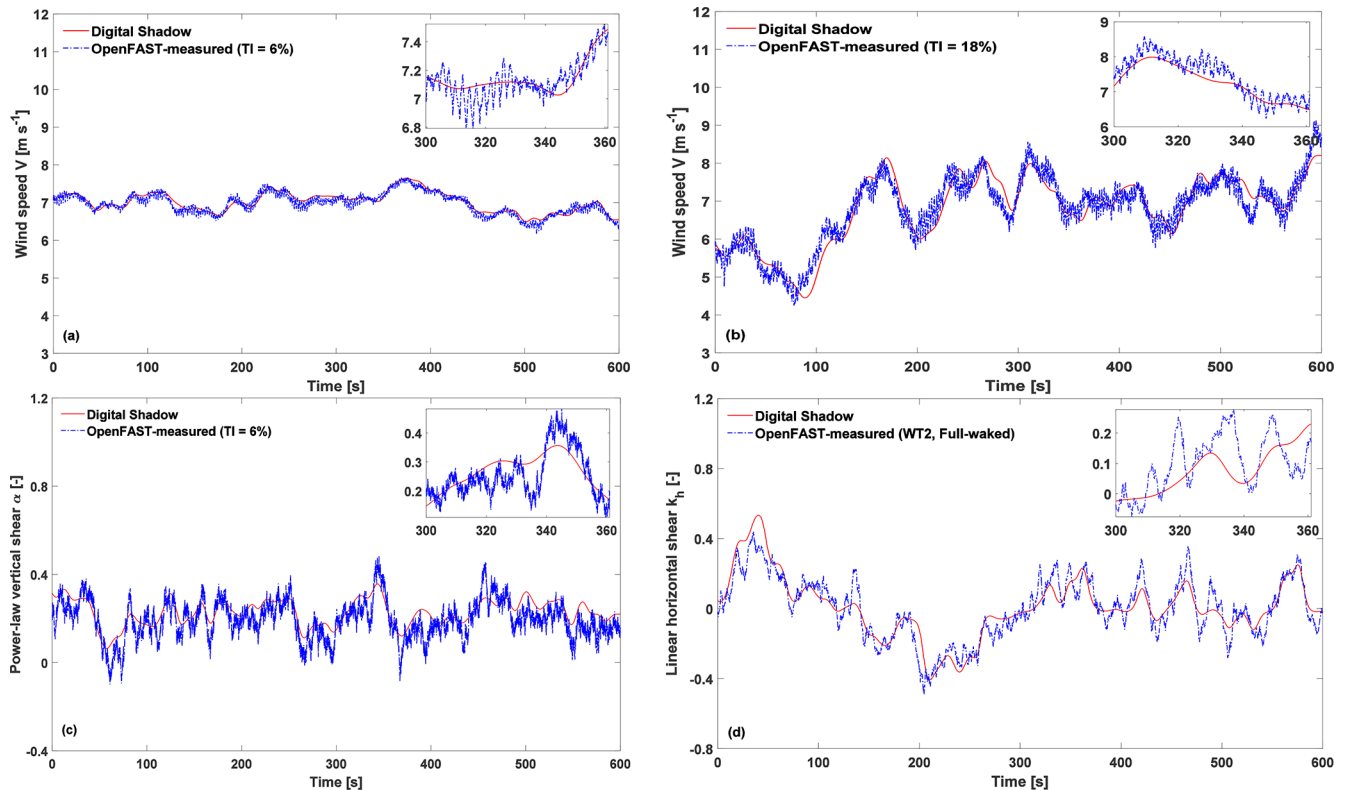 12
11
10
9
8
7
6
5
4
3
Wind speed V [m s-1]
Digital Shadow
OpenFAST-measured (TI = 6%)
7.4
7.1
6.8
300 320 340 360
(a)
0 100 200 300 400 500 600
Time [s]
12
11
10
9
8
7
6
5
4
3
Wind speed V [m s-1]
Digital Shadow
OpenFAST-measured (TI = 18%)
9
8
7
6
300 320 340 360
(b)
0 100 200 300 400 500 600
Time [s]
1.2
0.8
0.4
0
-0.4
Power-law vertical shear α [-]
Digital Shadow
OpenFAST-measured (TI = 6%)
0.4
0.3
0.2
300 320 340 360
(c)
0 100 200 300 400 500 600
Time [s]
1.2
0.8
0.4
0
-0.4
-0.8
Linear horizontal shear kh [-]
Digital Shadow
OpenFAST-measured (WT2, Full-waked)
0.2
0.1
0
300 320 340 360
(d)
0 100 200 300 400 500 600
Time [s]